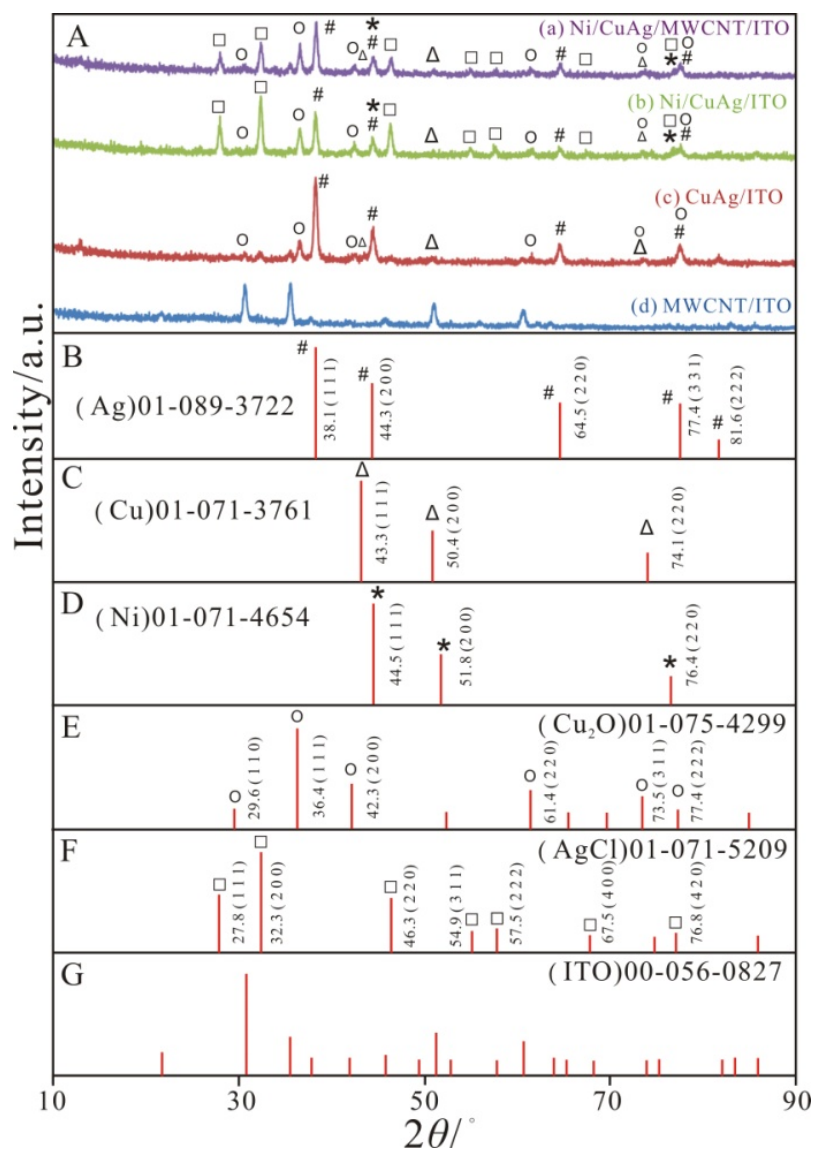 A
(a) Ni/CuAg/MWCNT/ITO
□ O □ O # O Δ * # □ Δ □ □ O # □ O Δ □ * O #
(b) Ni/CuAg/ITO
□ O □ O # O * # □ Δ □ □ O # □ O Δ □ * O #
(c) CuAg/ITO
O O # O Δ # Δ O # O Δ O #
(d) MWCNT/ITO
Intensity/a.u.
B
(Ag)01-089-3722
# 38.1 (1 1 1)
# 44.3 (2 0 0)
# 64.5 (2 2 0)
# 77.4 (3 3 1)
# 81.6 (2 2 2)
C
(Cu)01-071-3761
Δ 43.3 (1 1 1)
Δ 50.4 (2 0 0)
Δ 74.1 (2 2 0)
D
(Ni)01-071-4654
* 44.5 (1 1 1)
* 51.8 (2 0 0)
* 76.4 (2 2 0)
E
(Cu₂O)01-075-4299
O 29.6 (1 1 0)
O 36.4 (1 1 1)
O 42.3 (2 0 0)
O 61.4 (2 2 0)
O 73.5 (3 1 1)
O 77.4 (2 2 2)
F
(AgCl)01-071-5209
□ 27.8 (1 1 1)
□ 32.3 (2 0 0)
□ 46.3 (2 2 0)
□ 54.9 (3 1 1)
□ 57.5 (2 2 2)
□ 67.5 (4 0 0)
□ 76.8 (4 2 0)
G
(ITO)00-056-0827
10 30 50 70 90
2θ/°